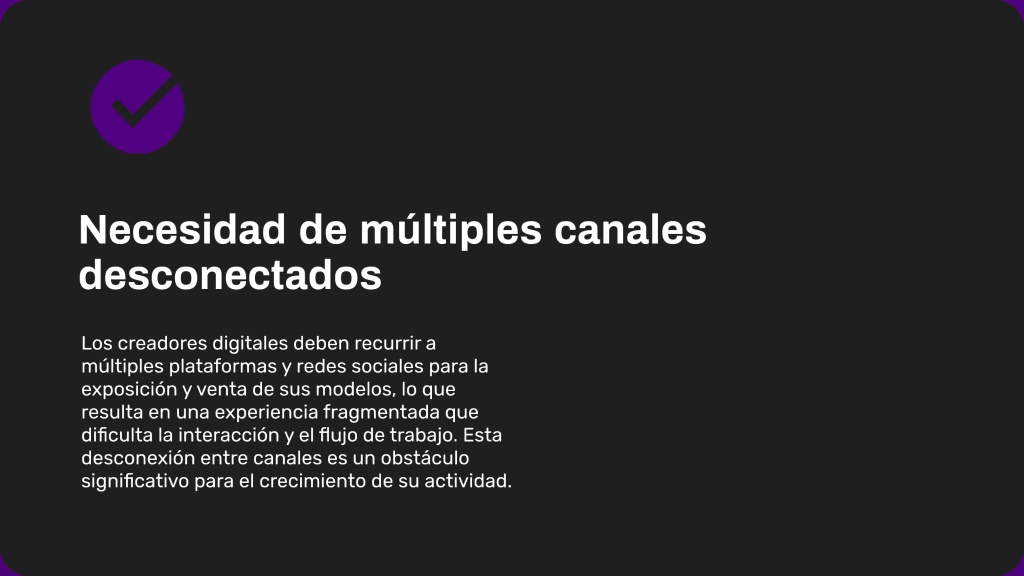 Necesidad de múltiples canales
desconectados
Los creadores digitales deben recurrir a
múltiples plataformas y redes sociales para la
exposición y venta de sus modelos, lo que
resulta en una experiencia fragmentada que
dificulta la interacción y el flujo de trabajo. Esta
desconexión entre canales es un obstáculo
significativo para el crecimiento de su actividad.